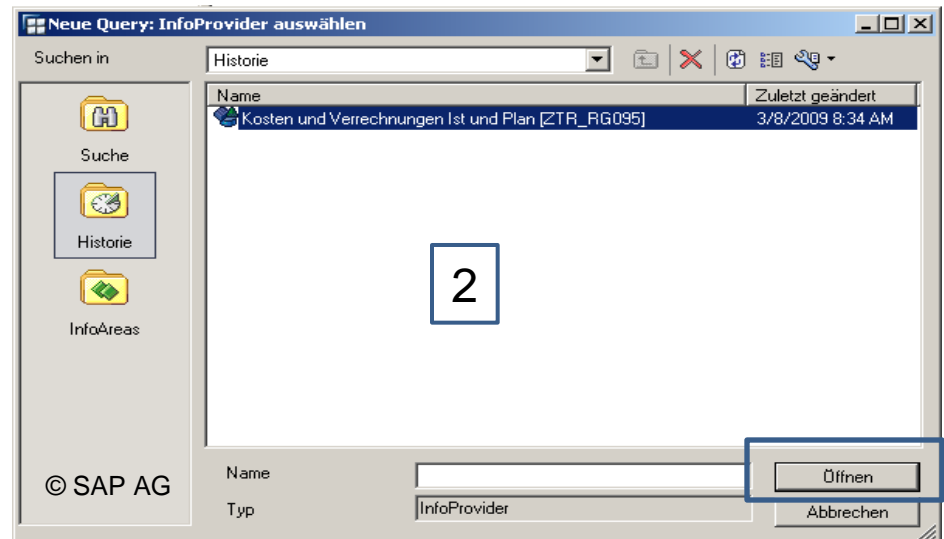 Neue Query: InfoProvider auswählen
Suchen in
Historie
Name Zuletzt geändert
Kosten und Verrechnungen Ist und Plan [ZTR_RG095] 3/8/2009 8:34 AM
Suche
Historie
InfoAreas
2
Name
Öffnen
© SAP AG
Typ InfoProvider
Abbrechen